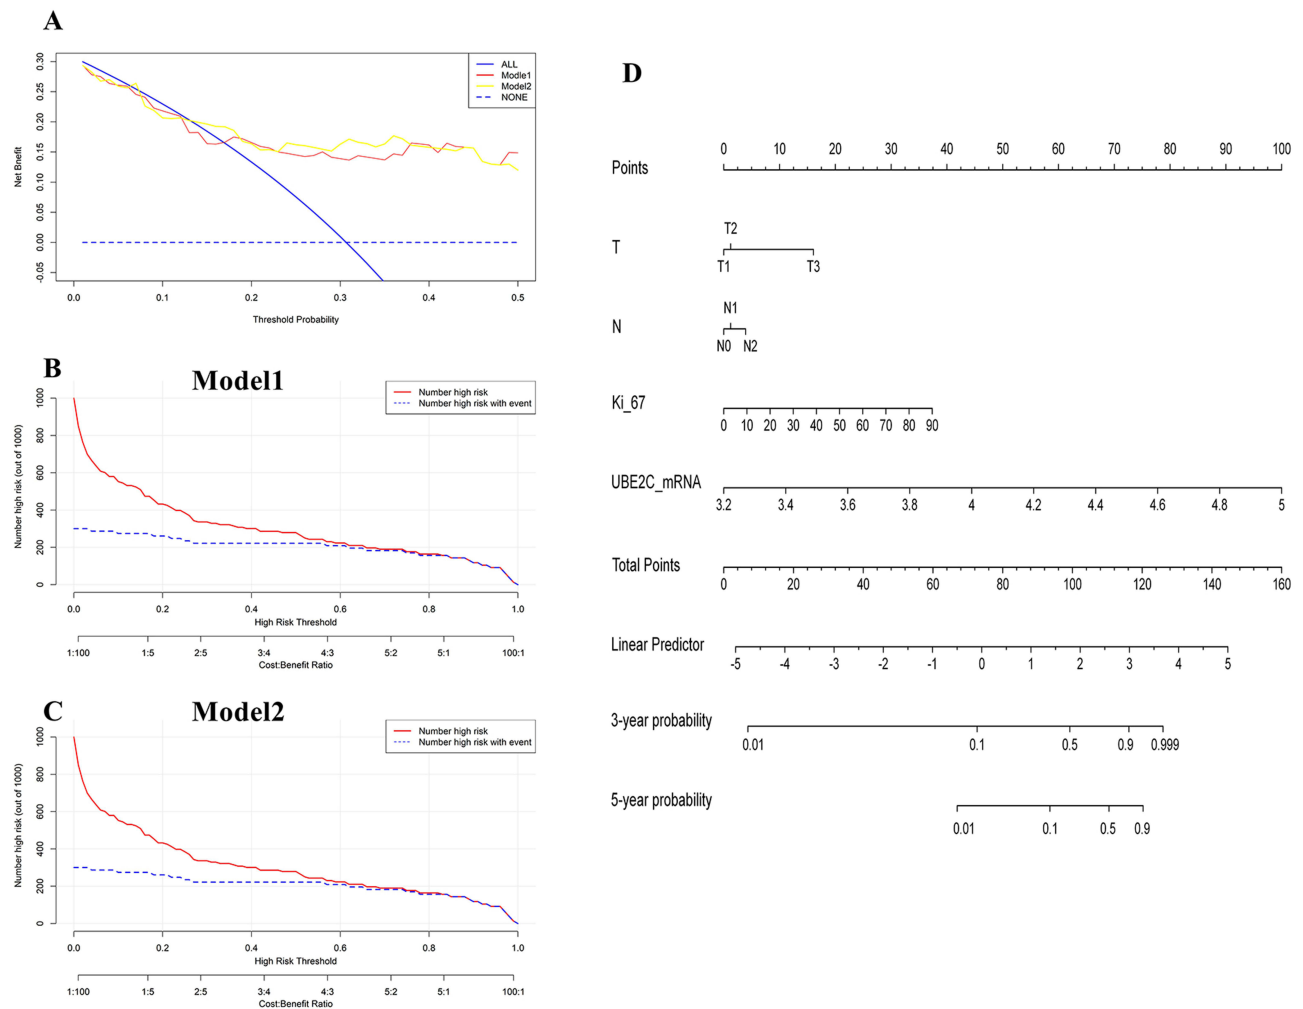 A
0.30
0.25
0.20
0.15
0.10
0.05
0.00
-0.05
Net Benefit
ALL
Modle1
Model2
NONE
0.0 0.1 0.2 0.3 0.4 0.5
Threshold Probability
B
Model1
Number high risk
Number high risk with event
1000
800
600
400
200
0
Number high risk (out of 1000)
0.0 0.2 0.4 0.6 0.8 1.0
High Risk Threshold
1:100 1:5 2:5 3:4 4:3 5:2 5:1 100:1
Cost:Benefit Ratio
C
Model2
Number high risk
Number high risk with event
1000
800
600
400
200
0
Number high risk (out of 1000)
0.0 0.2 0.4 0.6 0.8 1.0
High Risk Threshold
1:100 1:5 2:5 3:4 4:3 5:2 5:1 100:1
Cost:Benefit Ratio
D
0 10 20 30 40 50 60 70 80 90 100
Points
T2
T
T1 T3
N1
N
N0 N2
Ki_67
0 10 20 30 40 50 60 70 80 90
UBE2C_mRNA
3.2 3.4 3.6 3.8 4 4.2 4.4 4.6 4.8 5
Total Points
0 20 40 60 80 100 120 140 160
Linear Predictor
-5 -4 -3 -2 -1 0 1 2 3 4 5
3-year probability
0.01 0.1 0.5 0.9 0.999
5-year probability
0.01 0.1 0.5 0.9